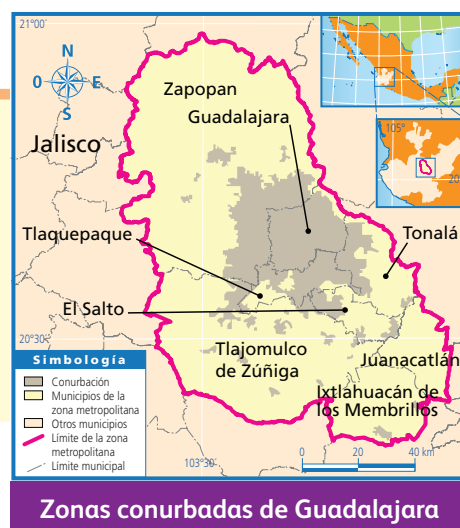 21°00'
N
O
E
S
Zapopan
Guadalajara
Jalisco
105°
20
Tlaquepaque
Tonalá
El Salto
20°30'
Tlajomulco
de Zúñiga
Juanacatlán
Ixtlahuacán de
los Membrillos
Simbología
Conurbación
Municipios de la
zona metropolitana
Otros municipios
Límite de la zona
metropolitana
Límite municipal
103°30'
0 20 40 km
Zonas conurbadas de Guadalajara